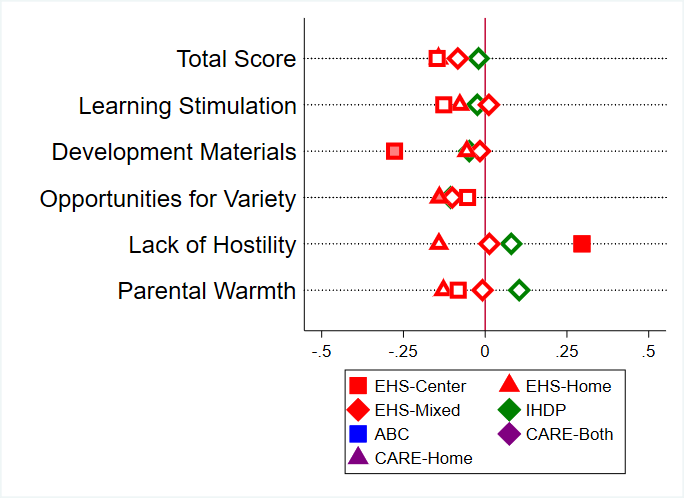 Total Score
Learning Stimulation
Development Materials
Opportunities for Variety
Lack of Hostility
Parental Warmth
-.5 -.25 0 .25 .5
EHS-Center EHS-Home
EHS-Mixed IHDP
ABC CARE-Both
CARE-Home